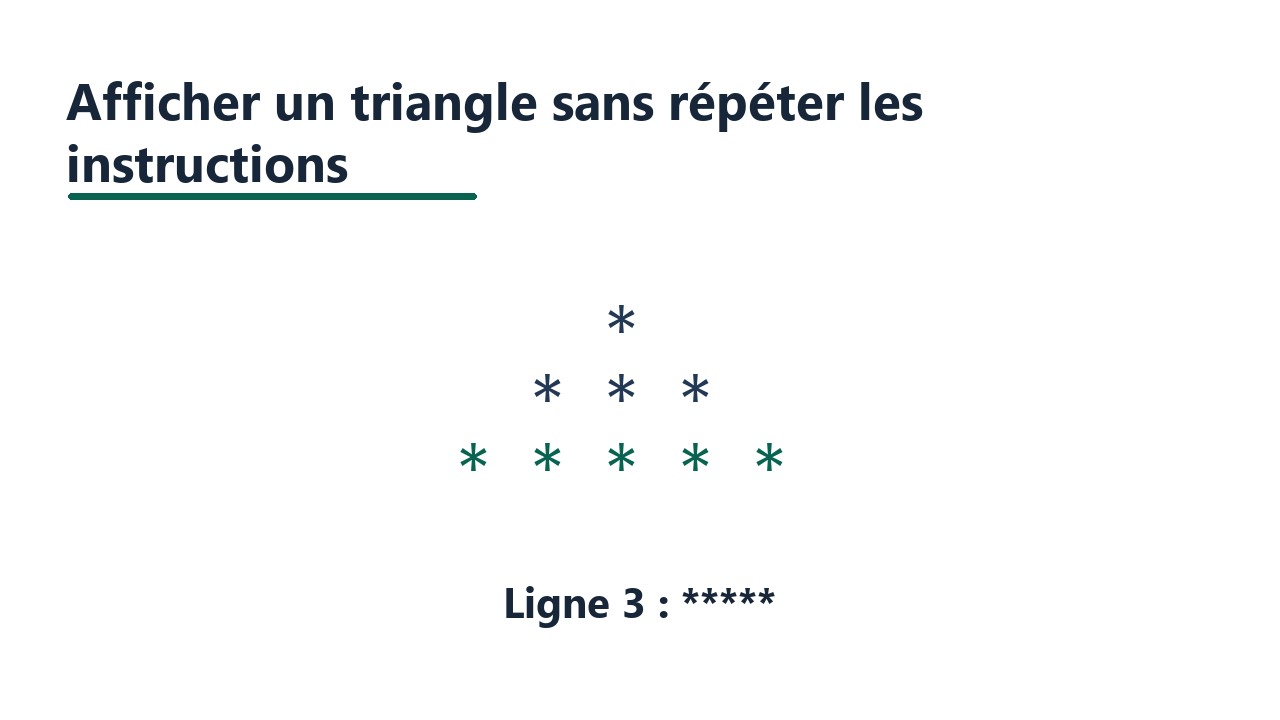 Afficher un triangle sans répéter les
instructions
*
* * *
* * * * *
Ligne 3 : *****